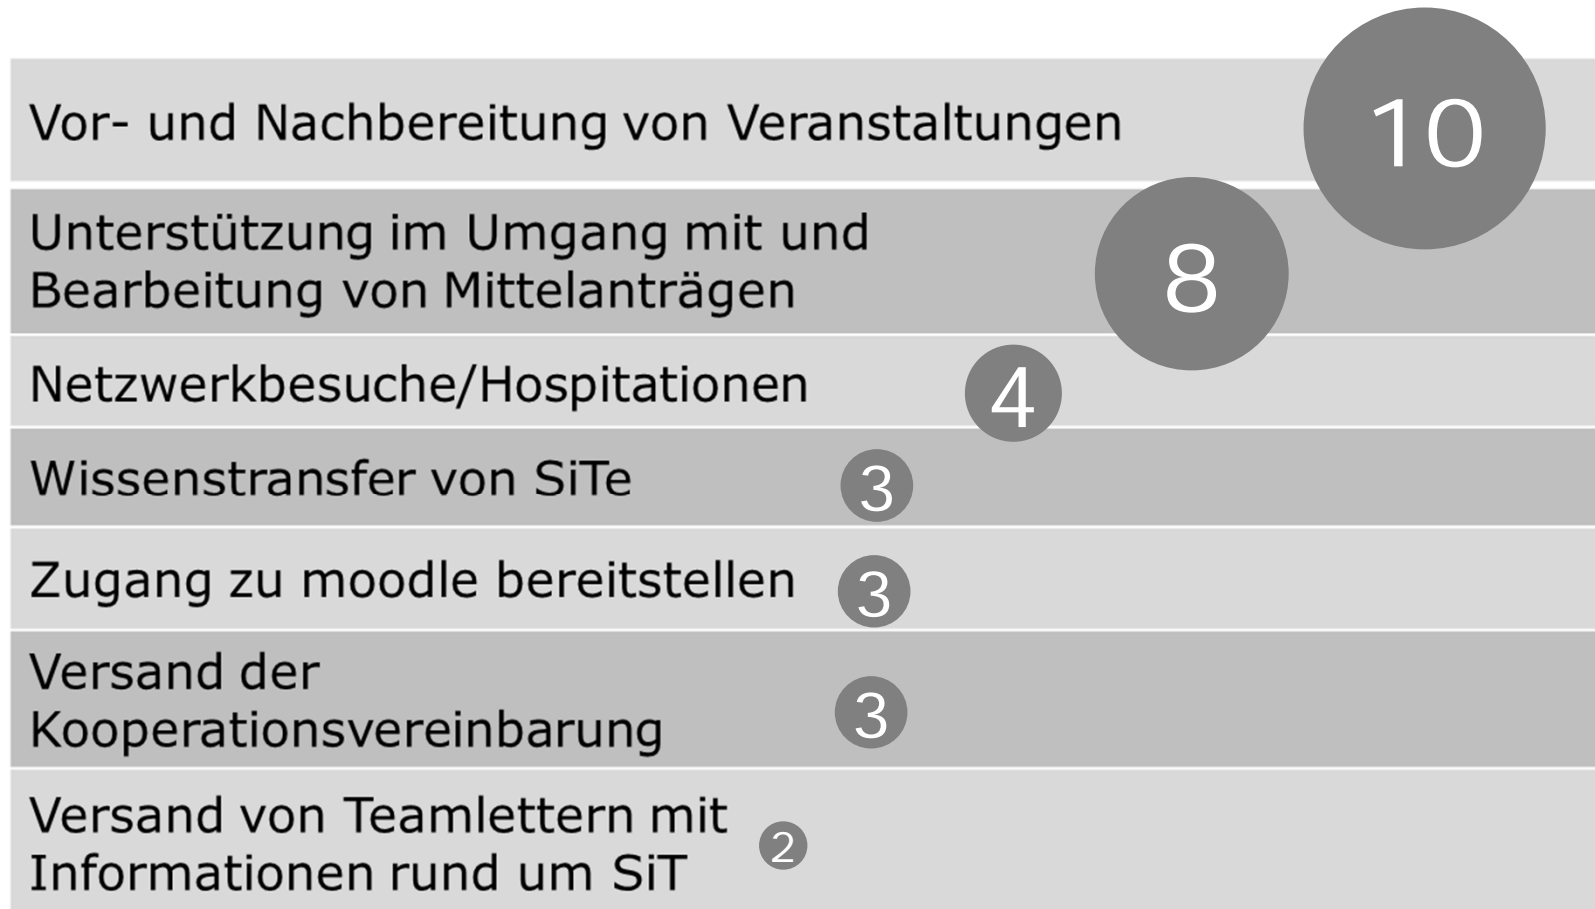 Vor- und Nachbereitung von Veranstaltungen
10
Unterstützung im Umgang mit und
Bearbeitung von Mittelanträgen
8
Netzwerkbesuche/Hospitationen
4
Wissenstransfer von SiTe
3
Zugang zu moodle bereitstellen
3
Versand der
Kooperationsvereinbarung
3
Versand von Teamlettern mit
Informationen rund um SiT
2